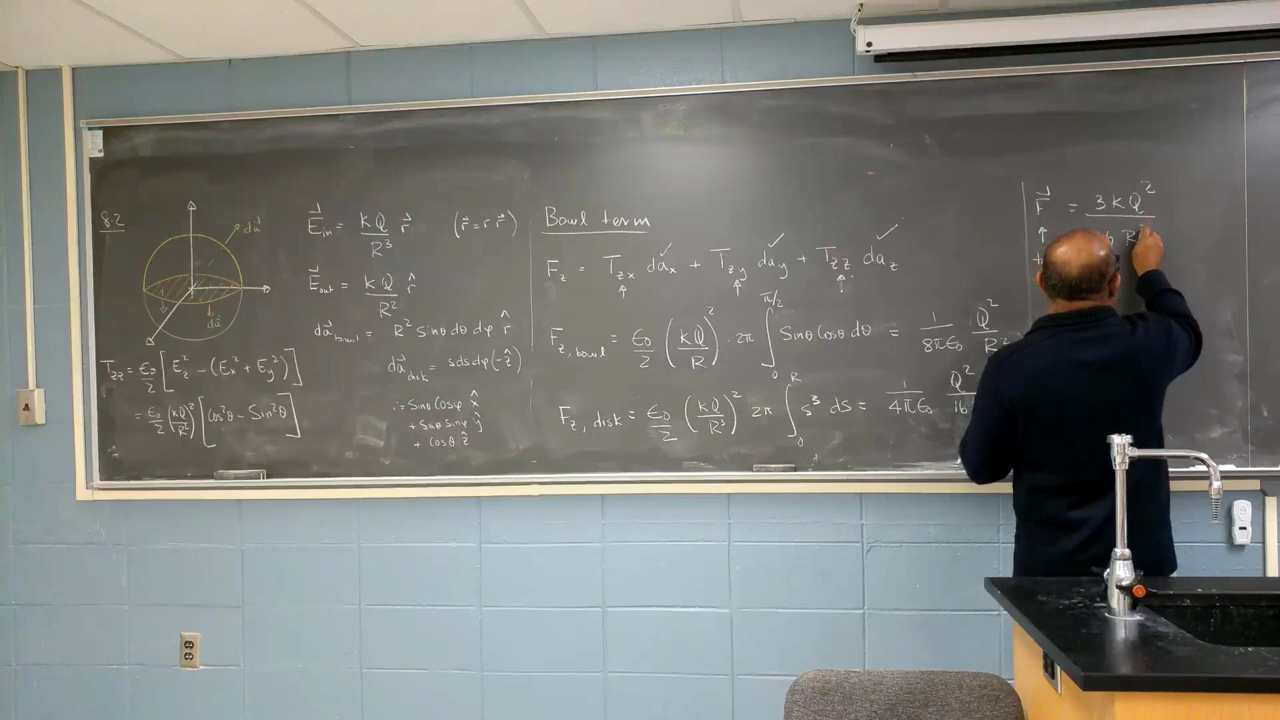 8.2
da⃗
da⃗
E⃗in = kQ/R³ r⃗ (r⃗ = r r̂)
E⃗out = kQ/R² r̂
da⃗bowl = R² Sinθ dθ dφ r̂
da⃗disk = s ds dφ (-ẑ)
Sinθ Cosφ x̂
+ Sinθ Sinφ ŷ
+ Cosθ ẑ
Tzz = ε0/2 [Ez² - (Ex² + Ey²)]
= ε0/2 (kQ/R²)² [Cos²θ - Sin²θ]
Bowl term
Fz = Tzx dax ✓ + Tzy day ✓ + Tzz daz ✓
Fz, bowl = ε0/2 (kQ/R)² · 2π ∫0^π/2 Sinθ Cosθ dθ = 1/8πε0 Q²/R²
Fz, disk = ε0/2 (kQ/R³)² 2π ∫0^R s³ ds = 1/4πε0 Q²/16
= 3kQ²